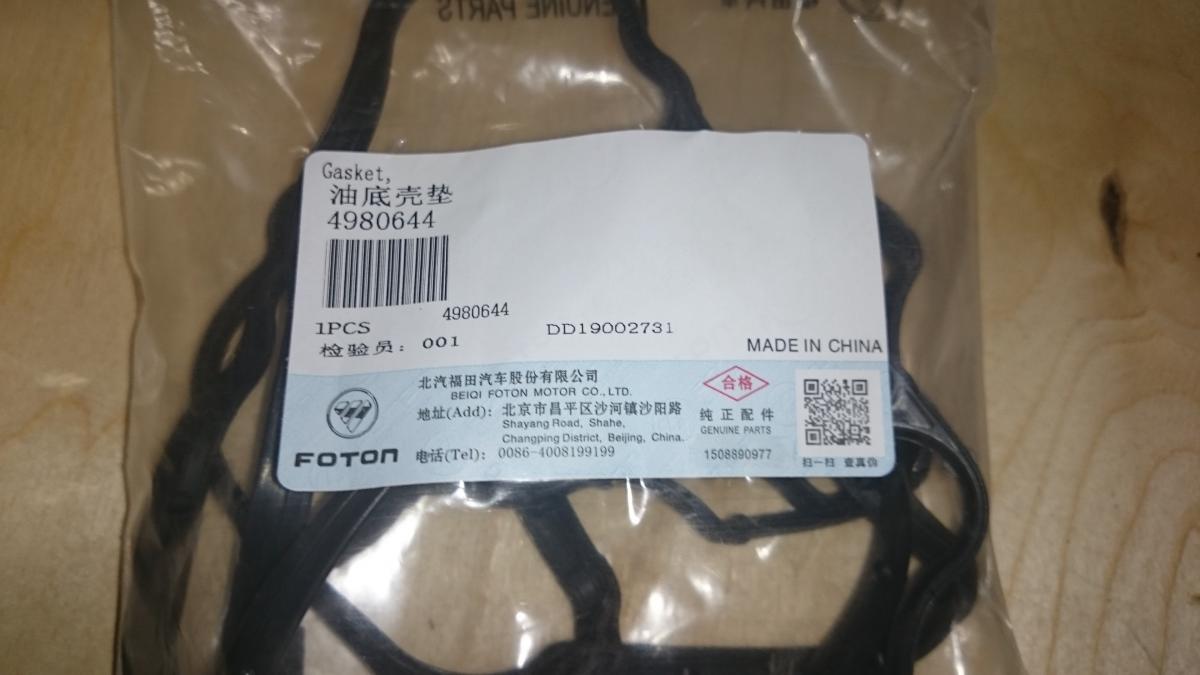 GENUINE PARTS
Gasket,
油底壳垫
4980644
4980644
1PCS
DD19002731
检验员: 001
MADE IN CHINA
北汽福田汽车股份有限公司
BEIQI FOTON MOTOR CO.,LTD.
地址(Add): 北京市昌平区沙河镇沙阳路
Shayang Road, Shahe,
Changping District, Beijing, China.
电话(Tel): 0086-4008199199
FOTON
合格
纯正配件
GENUINE PARTS
1508890977
扫一扫 查真伪